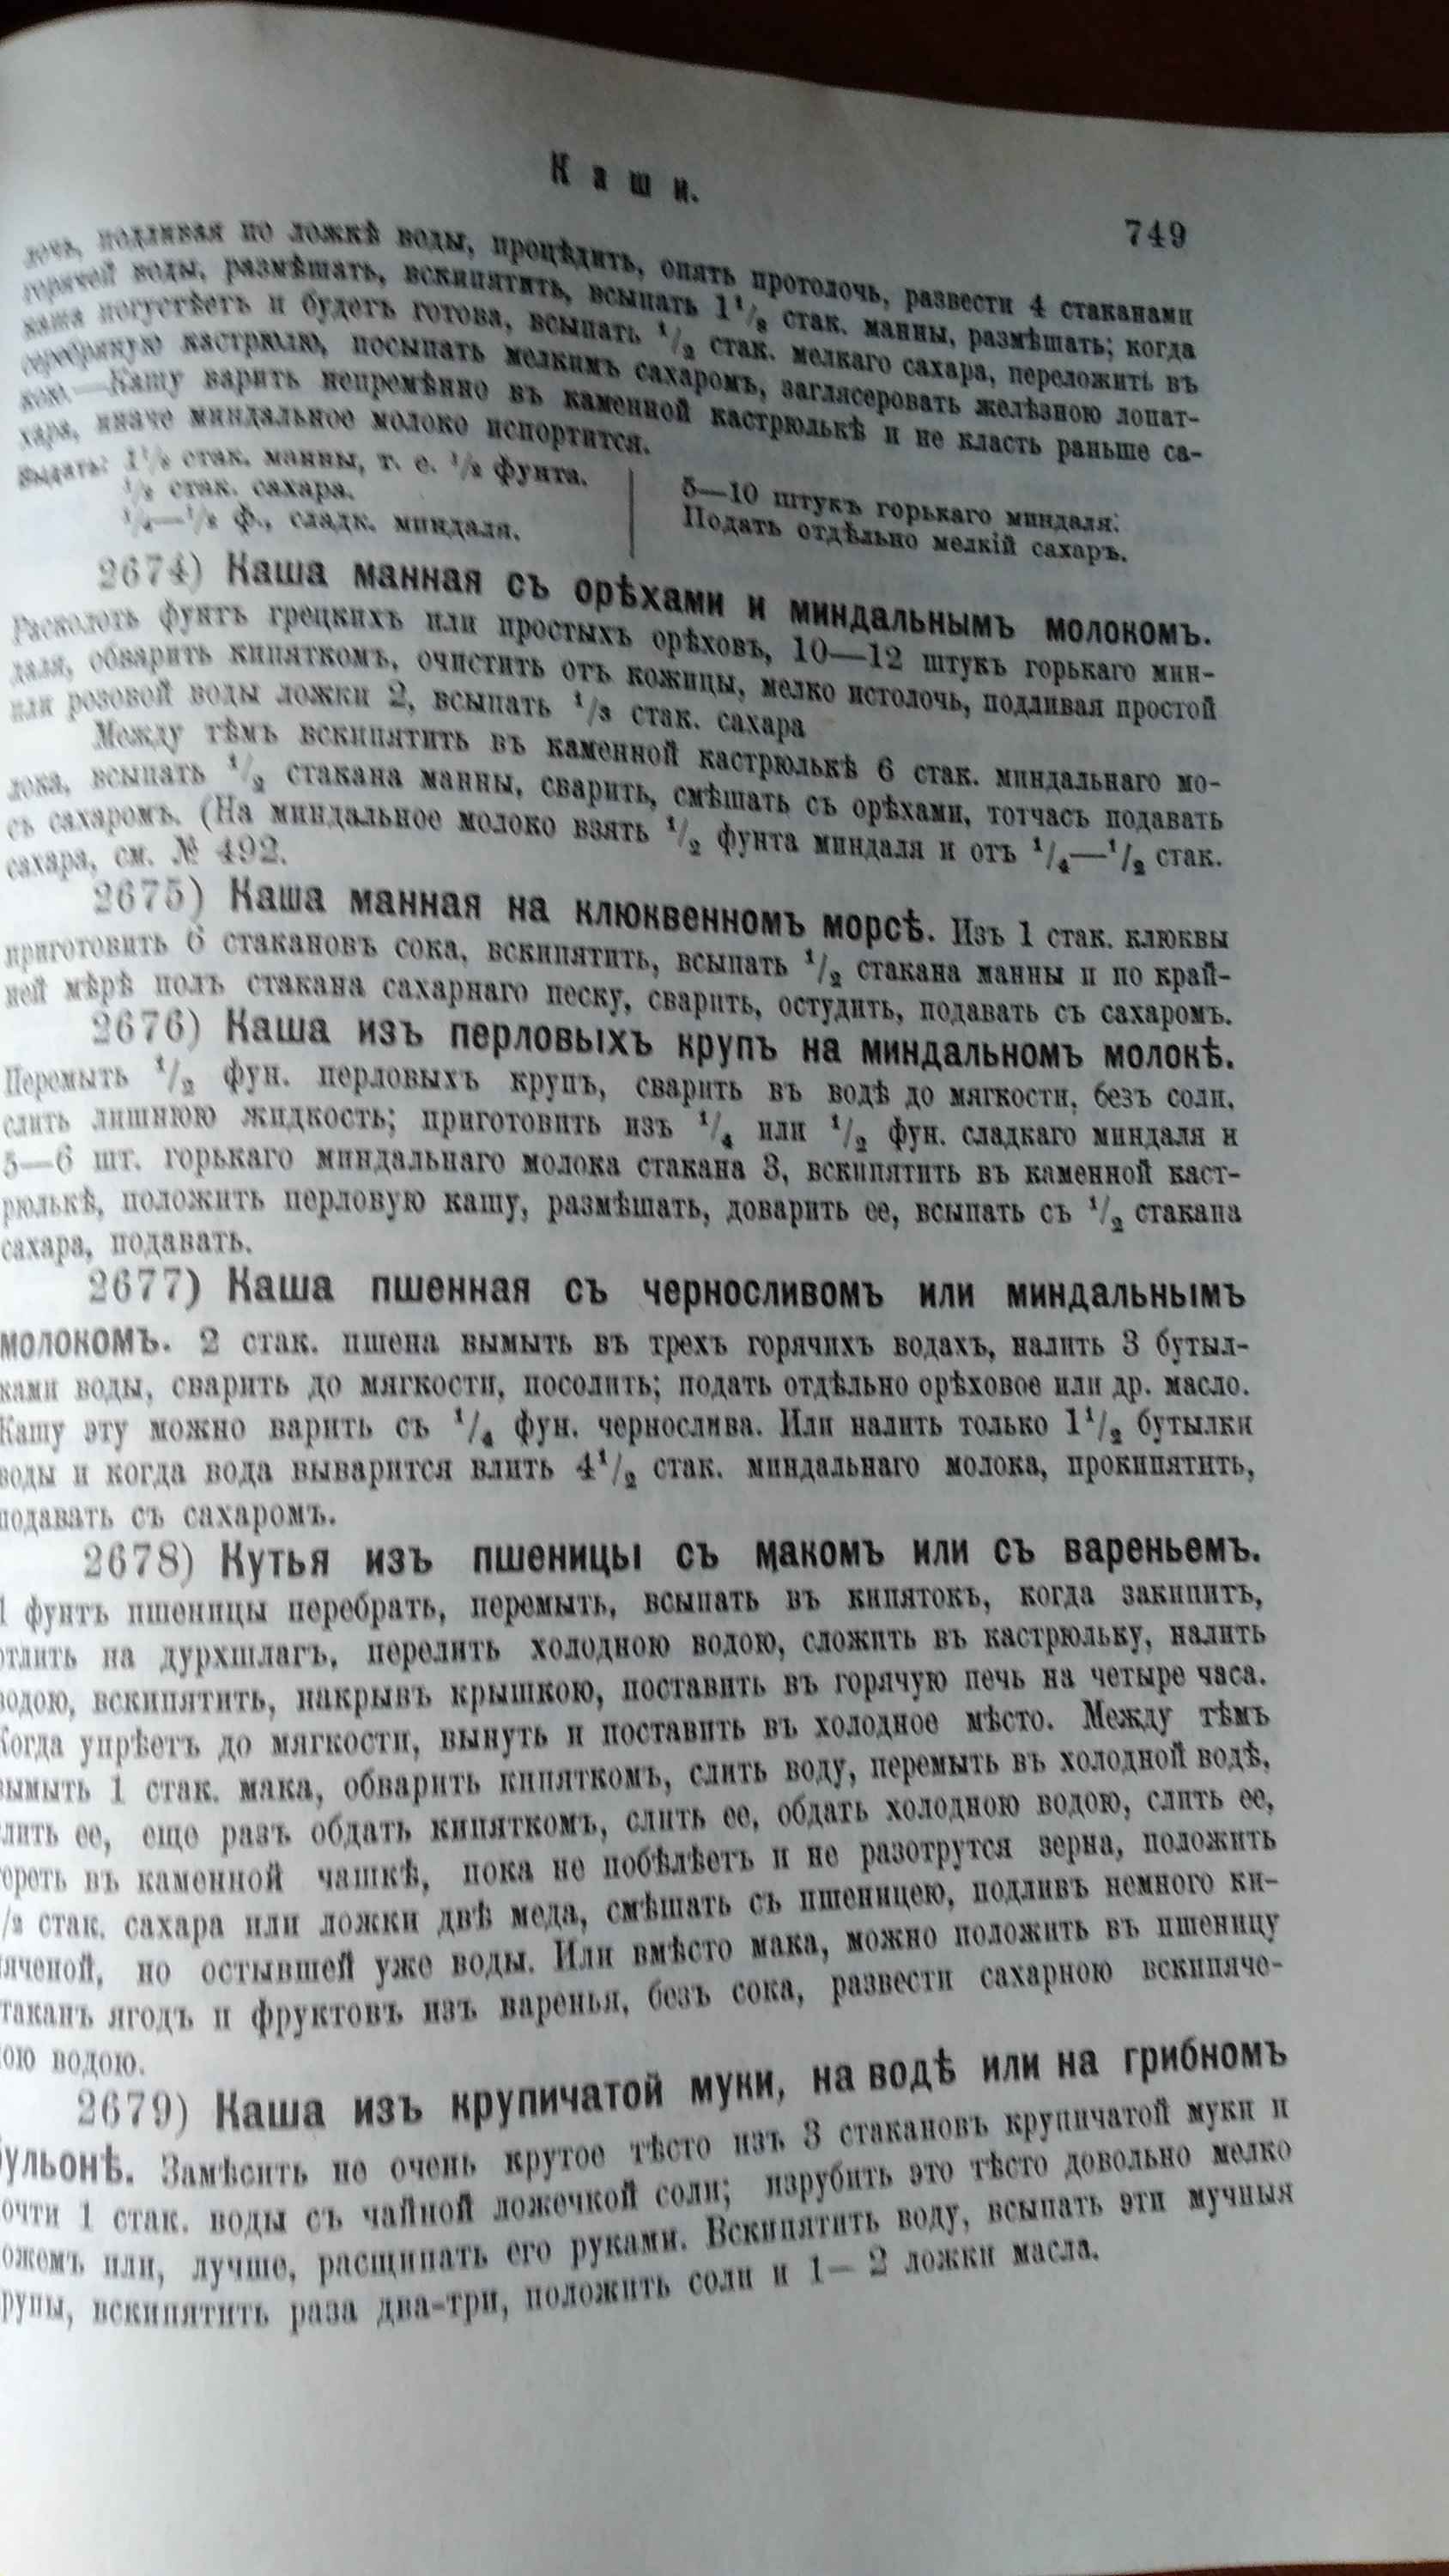 Каши.
749
лочь, подливая по ложкѣ воды, процѣдить, опять протолочь, развести 4 стаканами
горячей воды, размѣшать, вскипятить, всыпать 1¹/₈ стак. манны, размѣшать; когда
каша погустѣетъ и будетъ готова, всыпать ¹/₂ стак. мелкаго сахара, переложить въ
серебряную кастрюлю, посыпать мелкимъ сахаромъ, заглясеровать желѣзною лопат-
кою.—Кашу варить непремѣнно въ каменной кастрюлькѣ и не класть раньше са-
хара, иначе миндальное молоко испортится.
Выдать: 1¹/₈ стак. манны, т. е. ¹/₂ фунта.
¹/₂ стак. сахара.
¹/₄—¹/₂ ф., сладк. миндаля.
5—10 штукъ горькаго миндаля.
Подать отдѣльно мелкій сахаръ.
2674) Каша манная съ орѣхами и миндальнымъ молокомъ.
Расколоть фунтъ грецкихъ или простыхъ орѣховъ, 10—12 штукъ горькаго мин-
даля, обварить кипяткомъ, очистить отъ кожицы, мелко истолочь, подливая простой
или розовой воды ложки 2, всыпать ¹/₃ стак. сахара
Между тѣмъ вскипятить въ каменной кастрюлькѣ 6 стак. миндальнаго мо-
лока, всыпать ¹/₂ стакана манны, сварить, смѣшать съ орѣхами, тотчасъ подавать
съ сахаромъ. (На миндальное молоко взять ¹/₂ фунта миндаля и отъ ¹/₄—¹/₂ стак.
сахара, см. № 492.
2675) Каша манная на клюквенномъ морсѣ. Изъ 1 стак. клюквы
приготовить 6 стакановъ сока, вскипятить, всыпать ¹/₂ стакана манны и по край-
ней мѣрѣ полъ стакана сахарнаго песку, сварить, остудить, подавать съ сахаромъ.
2676) Каша изъ перловыхъ крупъ на миндальномъ молокѣ.
Перемыть ¹/₂ фун. перловыхъ крупъ, сварить въ водѣ до мягкости, безъ соли,
слить лишнюю жидкость; приготовить изъ ¹/₄ или ¹/₂ фун. сладкаго миндаля и
5—6 шт. горькаго миндальнаго молока стакана 3, вскипятить въ каменной каст-
рюлькѣ, положить перловую кашу, размѣшать, доварить ее, всыпать съ ¹/₂ стакана
сахара, подавать.
2677) Каша пшенная съ черносливомъ или миндальнымъ
молокомъ. 2 стак. пшена вымыть въ трехъ горячихъ водахъ, налить 3 бутыл-
ками воды, сварить до мягкости, посолить; подать отдѣльно орѣховое или др. масло.
Кашу эту можно варить съ ¹/₄ фун. чернослива. Или налить только 1¹/₂ бутылки
воды и когда вода выварится влить 4¹/₂ стак. миндальнаго молока, прокипятить,
подавать съ сахаромъ.
2678) Кутья изъ пшеницы съ макомъ или съ вареньемъ.
1 фунтъ пшеницы перебрать, перемыть, всыпать въ кипятокъ, когда закипитъ,
отлить на дурхшлагъ, перелить холодною водою, сложить въ кастрюльку, налить
водою, вскипятить, накрывъ крышкою, поставить въ горячую печь на четыре часа.
Когда упрѣетъ до мягкости, вынуть и поставить въ холодное мѣсто. Между тѣмъ
вымыть 1 стак. мака, обварить кипяткомъ, слить воду, перемыть въ холодной водѣ,
лить ее, еще разъ обдать кипяткомъ, слить ее, обдать холодною водою, слить ее,
ереть въ каменной чашкѣ, пока не побѣлѣетъ и не разотрутся зерна, положить
/₂ стак. сахара или ложки двѣ меда, смѣшать съ пшеницею, подливъ немного ки-
яченой, но остывшей уже воды. Или вмѣсто мака, можно положить въ пшеницу
таканъ ягодъ и фруктовъ изъ варенья, безъ сока, развести сахарною вскипяче-
ою водою.
2679) Каша изъ крупичатой муки, на водѣ или на грибномъ
ульонѣ. Замѣсить не очень крутое тѣсто изъ 3 стакановъ крупичатой муки и
очти 1 стак. воды съ чайной ложечкой соли; изрубить это тѣсто довольно мелко
ожемъ или, лучше, расщипать его руками. Вскипятить воду, всыпать эти мучныя
рупы, вскипятить раза два-три, положить соли и 1—2 ложки масла.